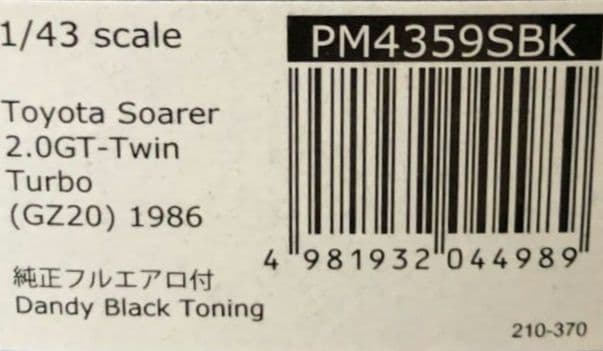 1/43 scale
PM4359SBK
Toyota Soarer
2.0GT-Twin
Turbo
(GZ20) 1986
純正フルエアロ付
Dandy Black Toning
4 981932 044989
210-370